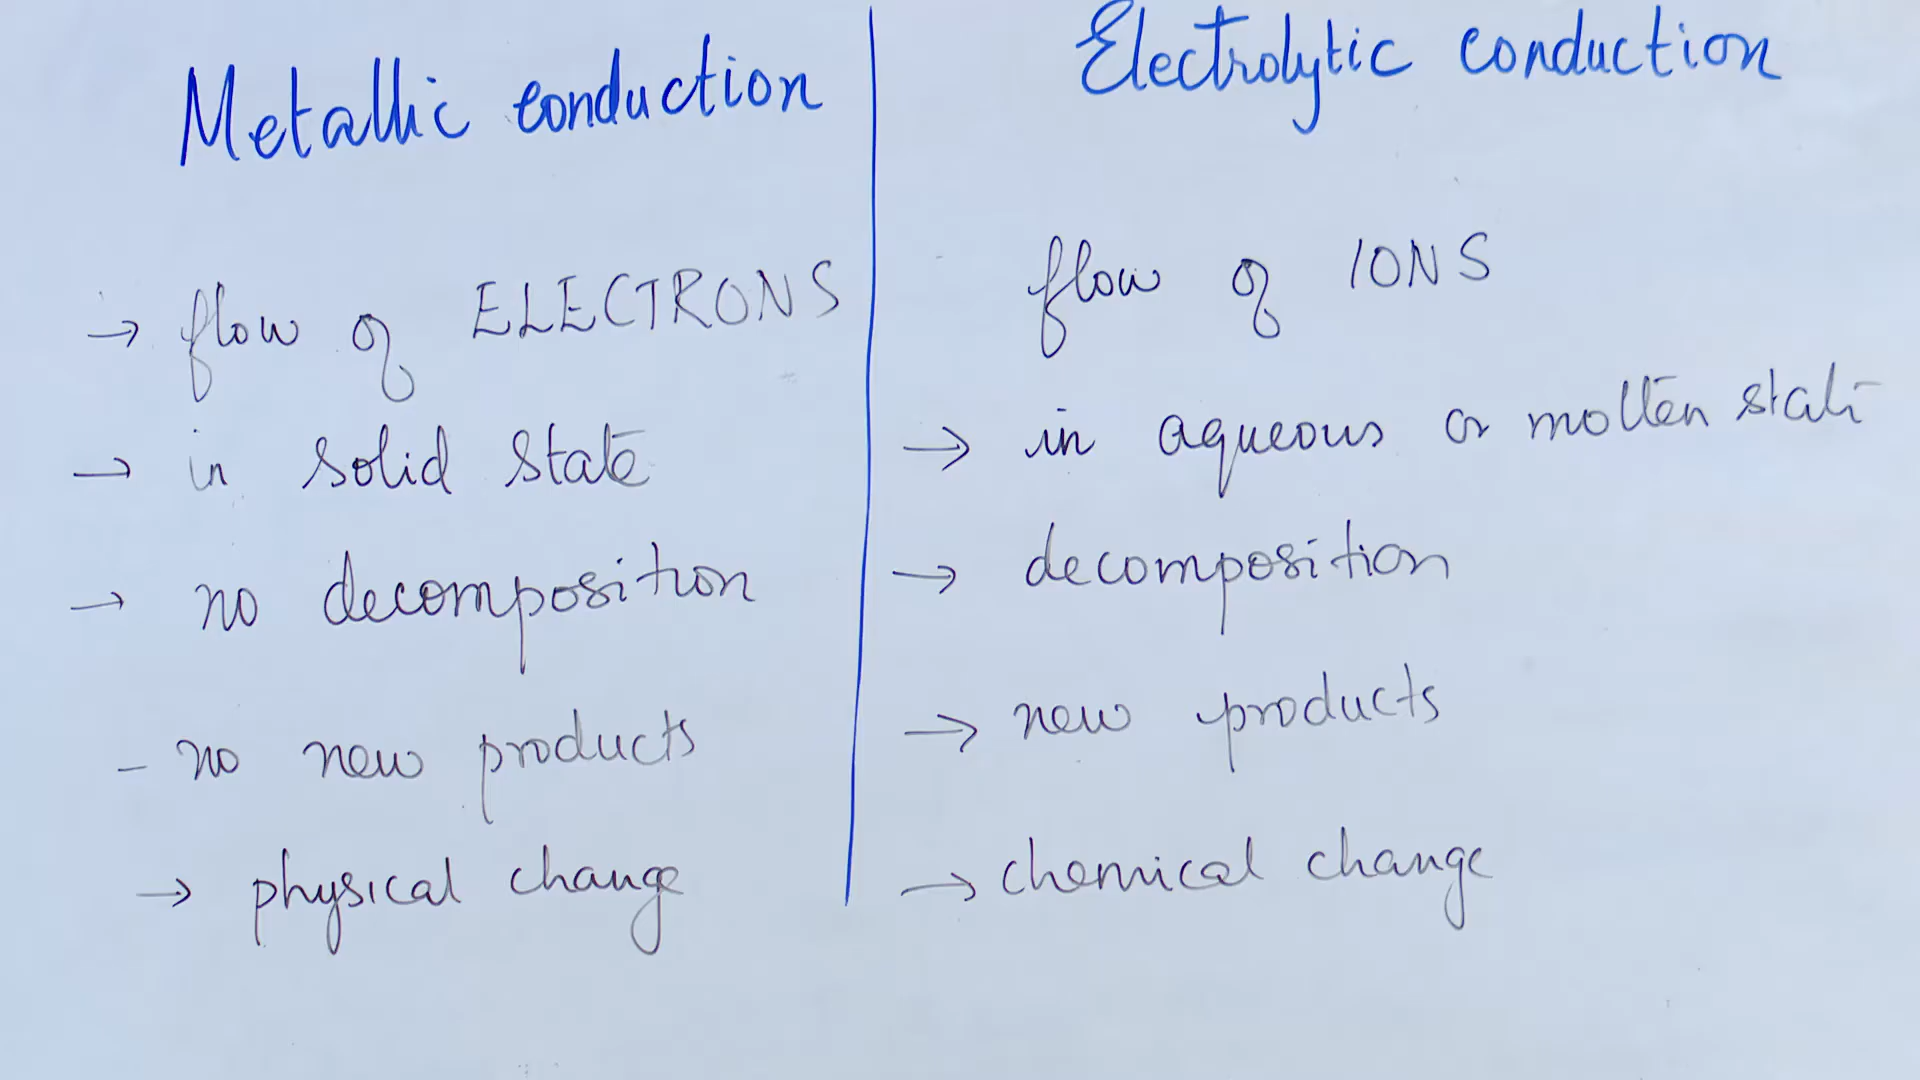 Metallic conduction
→ flow of ELECTRONS
→ in solid state
→ no decomposition
- no new products
→ physical change
Electrolytic conduction
flow of IONS
→ in aqueous or molten state
→ decomposition
→ new products
→ chemical change